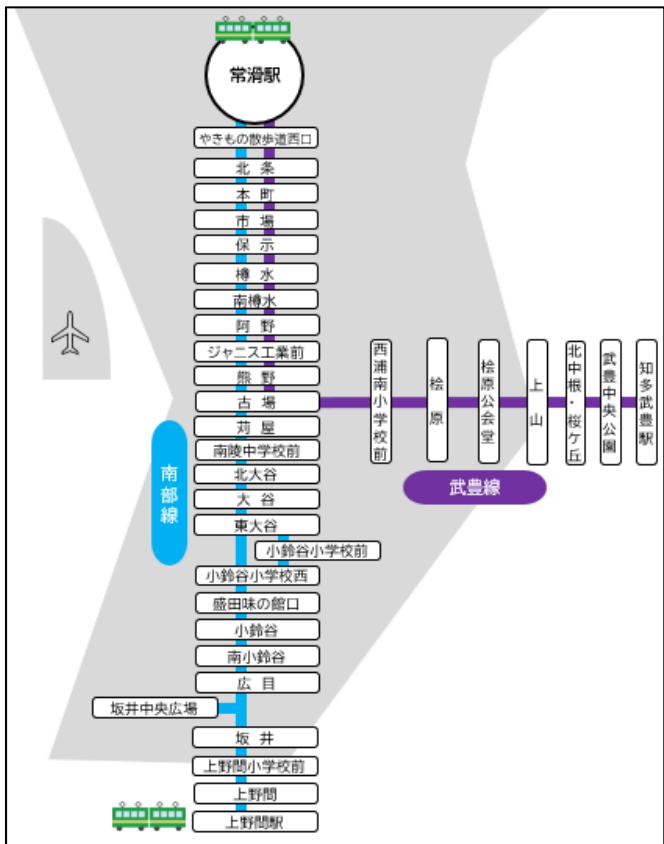 常滑駅
やきもの散歩道西口
北条
本町
市場
保示
樽水
南樽水
阿野
ジャニス工業前
熊野
古場
苅屋
南陵中学校前
北大谷
大谷
東大谷
小鈴谷小学校前
小鈴谷小学校西
盛田味の館口
小鈴谷
南小鈴谷
広目
坂井中央広場
坂井
上野間小学校前
上野間
上野間駅
南部線
西浦南小学校前
桧原
桧原公会堂
上山
北中根・桜ケ丘
武豊中央公園
知多武豊駅
武豊線